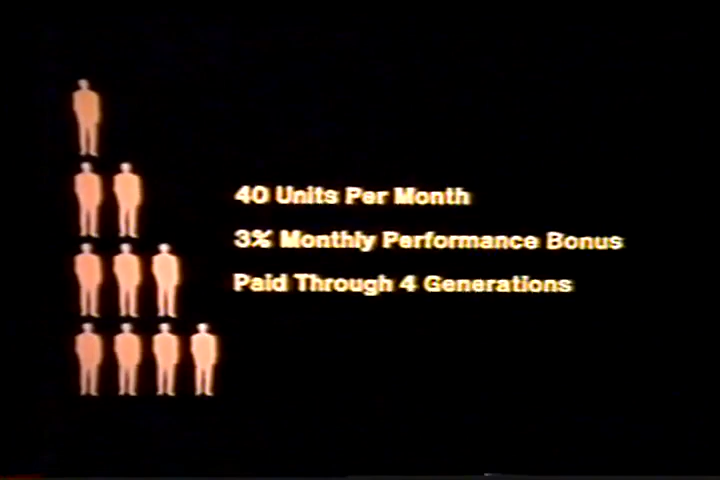 40 Units Per Month
3% Monthly Performance Bonus
Paid Through 4 Generations